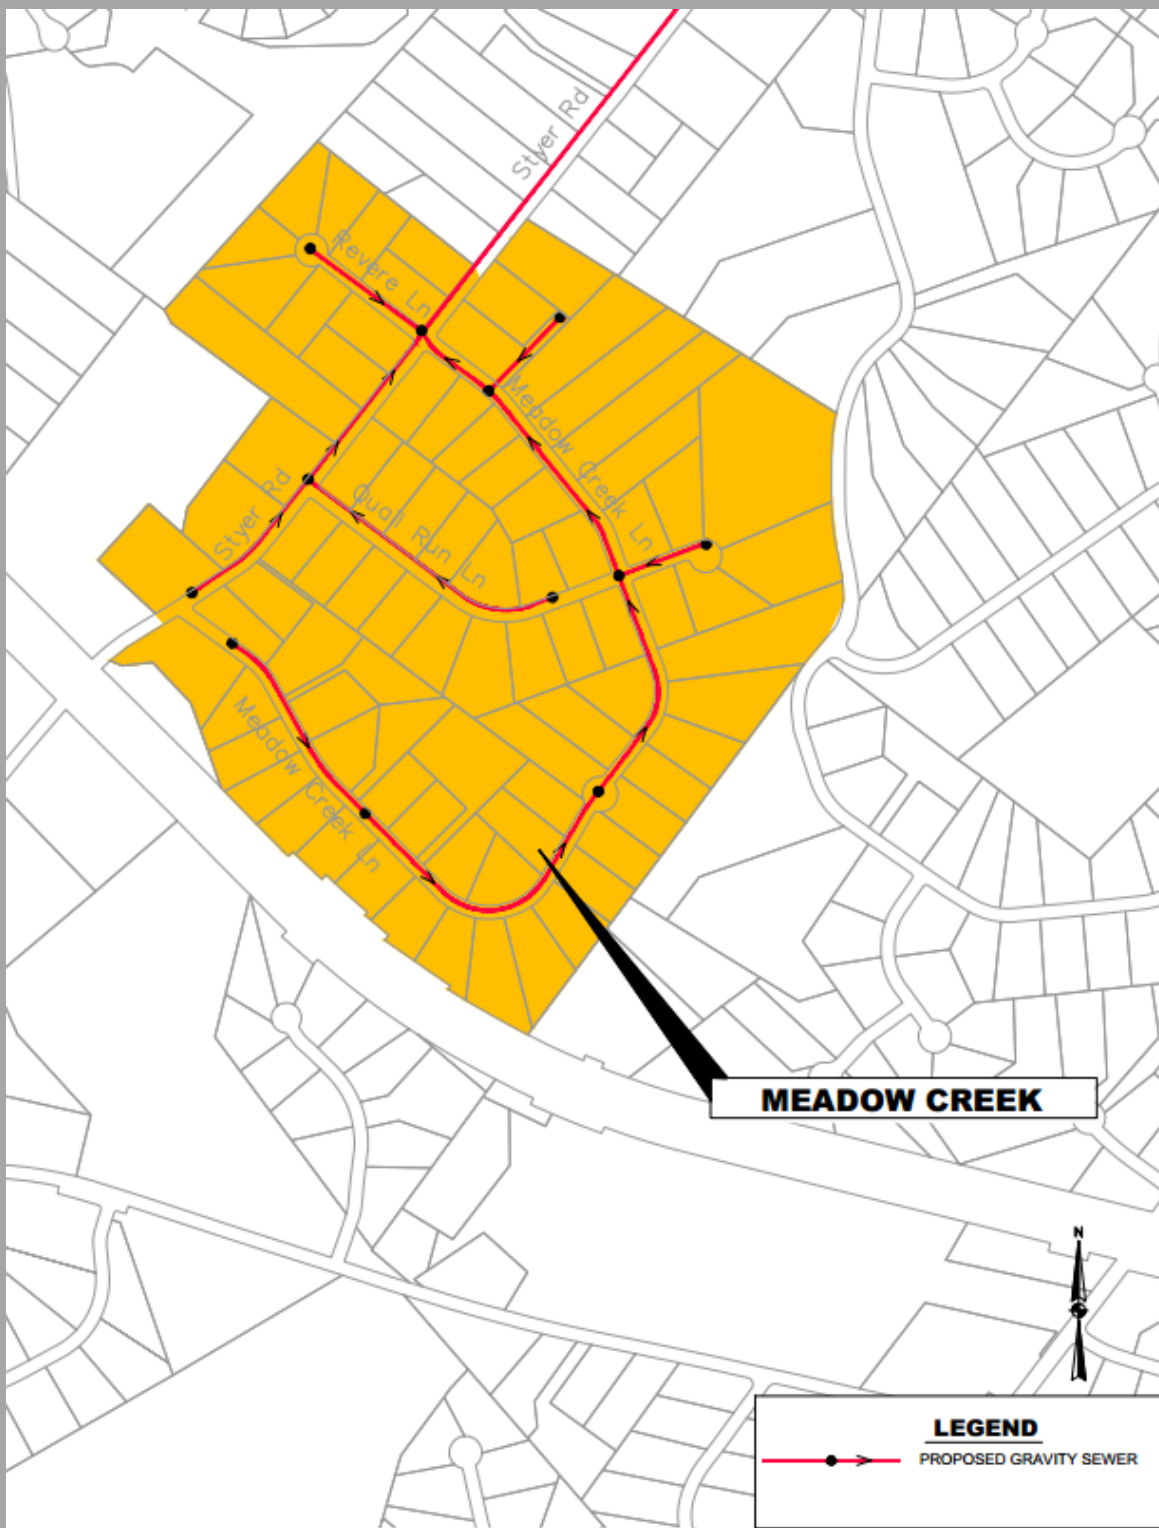 Styer Rd
Revere Ln
Meadow Creek Ln
Quail Run Ln
Styer Rd
Meadow Creek Ln
MEADOW CREEK
N
LEGEND
PROPOSED GRAVITY SEWER